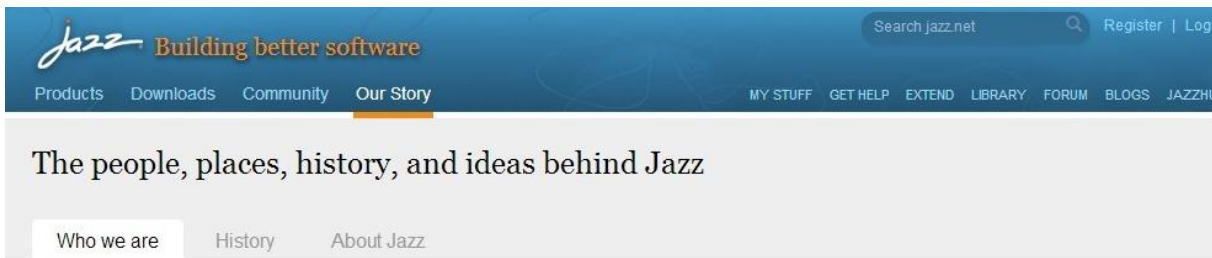 Search jazz.net
Register | Log
jazz Building better software
Products Downloads Community Our Story
MY STUFF GET HELP EXTEND LIBRARY FORUM BLOGS JAZZHU
The people, places, history, and ideas behind Jazz
Who we are History About Jazz